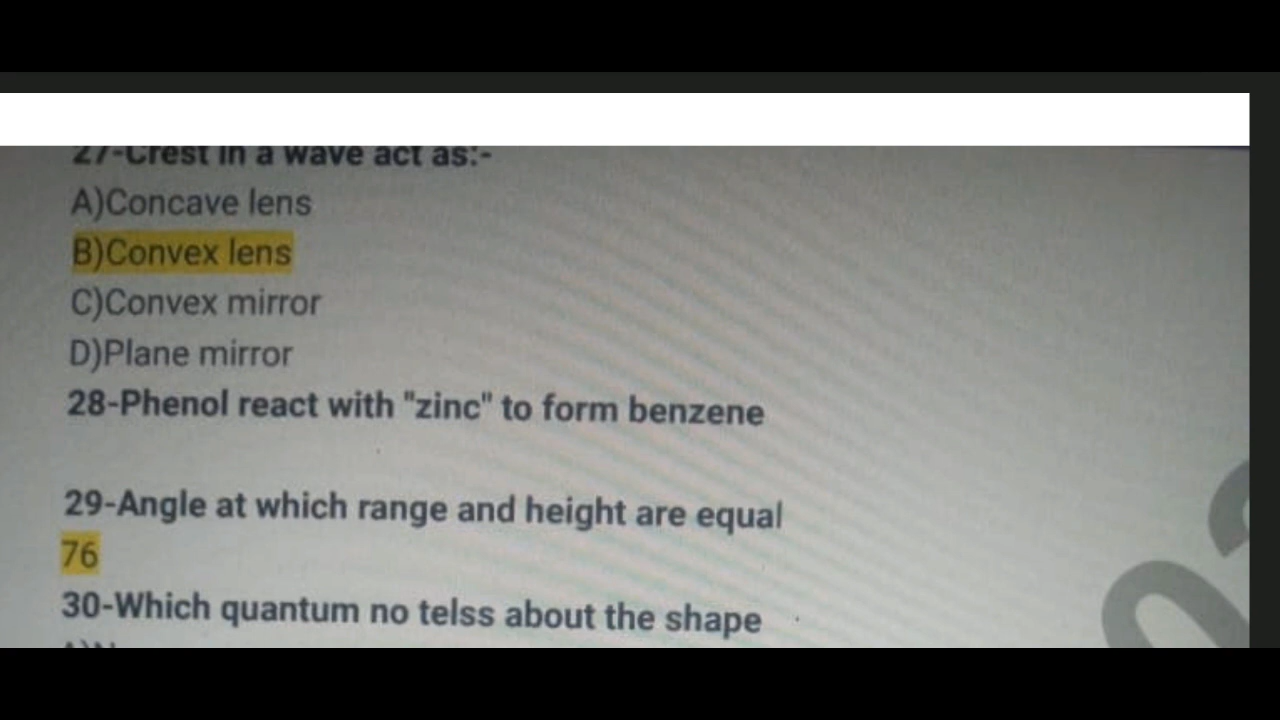 27-Crest in a wave act as:-
A)Concave lens
B)Convex lens
C)Convex mirror
D)Plane mirror
28-Phenol react with "zinc" to form benzene
29-Angle at which range and height are equal
76
30-Which quantum no telss about the shape